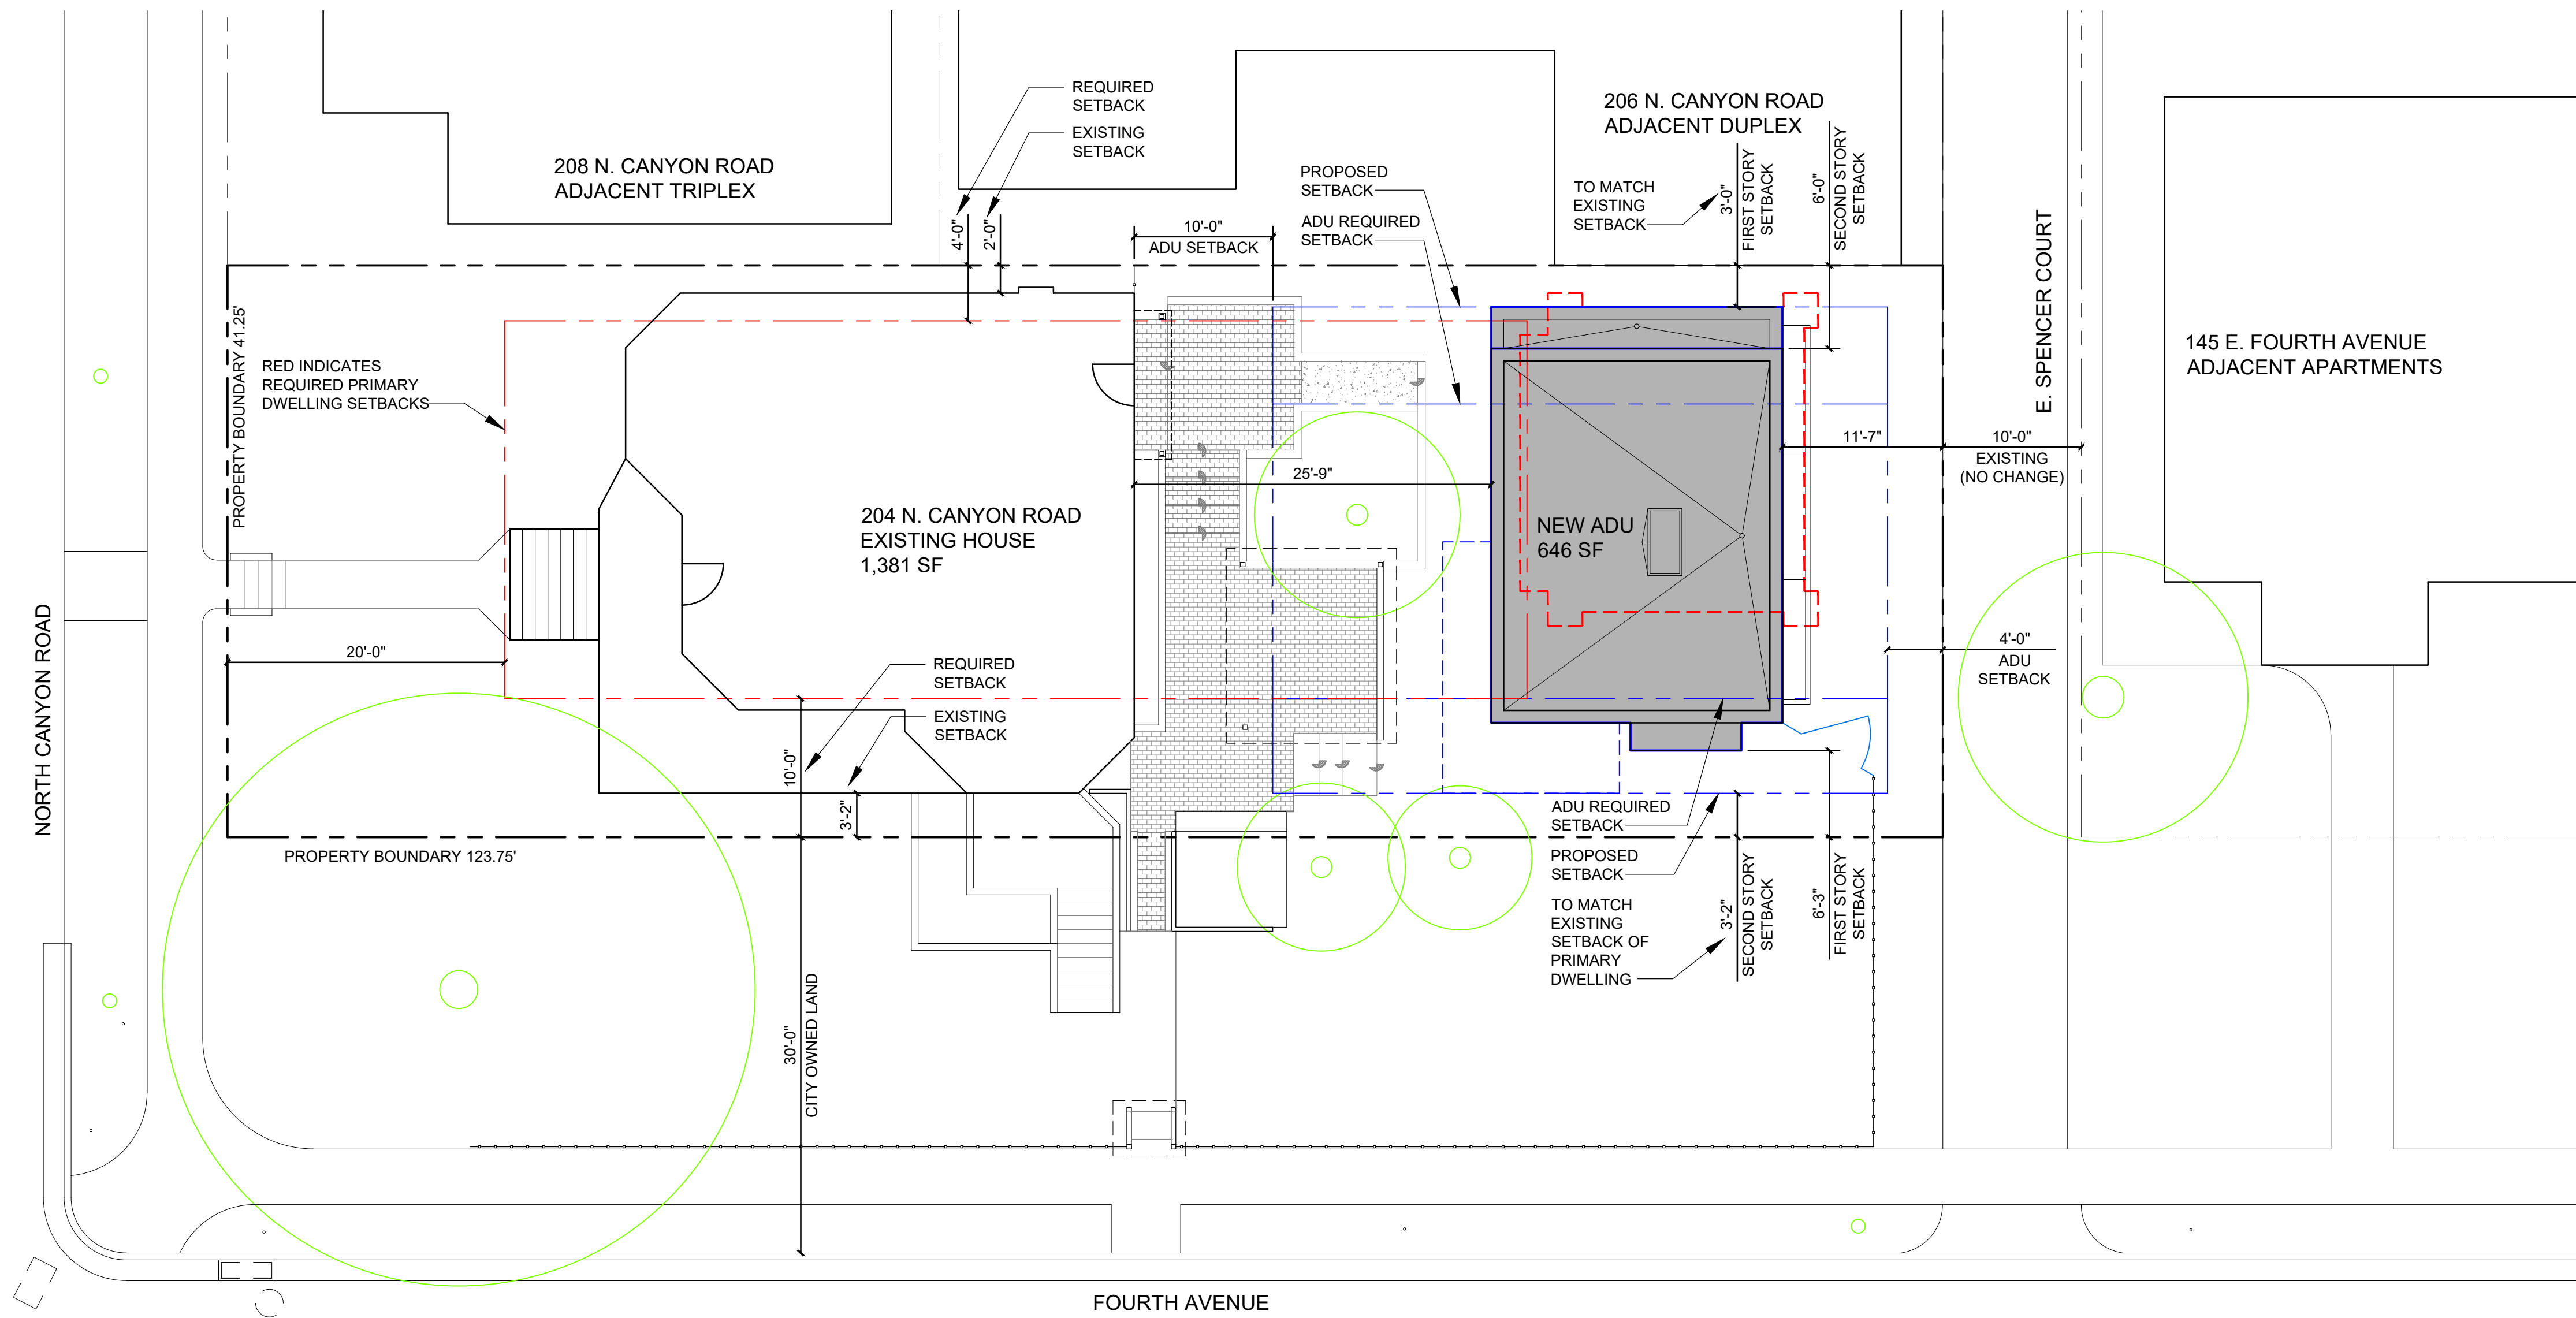 208 N. CANYON ROAD
ADJACENT TRIPLEX
REQUIRED
SETBACK
EXISTING
SETBACK
4'-0"
2'-0"
10'-0"
ADU SETBACK
PROPOSED
SETBACK
ADU REQUIRED
SETBACK
206 N. CANYON ROAD
ADJACENT DUPLEX
TO MATCH
EXISTING
SETBACK
3'-0"
FIRST STORY
SETBACK
6'-0"
SECOND STORY
SETBACK
E. SPENCER COURT
145 E. FOURTH AVENUE
ADJACENT APARTMENTS
PROPERTY BOUNDARY 41.25'
RED INDICATES
REQUIRED PRIMARY
DWELLING SETBACKS
204 N. CANYON ROAD
EXISTING HOUSE
1,381 SF
25'-9"
NEW ADU
646 SF
11'-7"
10'-0"
EXISTING
(NO CHANGE)
4'-0"
ADU
SETBACK
NORTH CANYON ROAD
20'-0"
REQUIRED
SETBACK
EXISTING
SETBACK
10'-0"
3'-2"
PROPERTY BOUNDARY 123.75'
ADU REQUIRED
SETBACK
PROPOSED
SETBACK
TO MATCH
EXISTING
SETBACK OF
PRIMARY
DWELLING
3'-2"
SECOND STORY
SETBACK
6'-3"
FIRST STORY
SETBACK
30'-0"
CITY OWNED LAND
FOURTH AVENUE